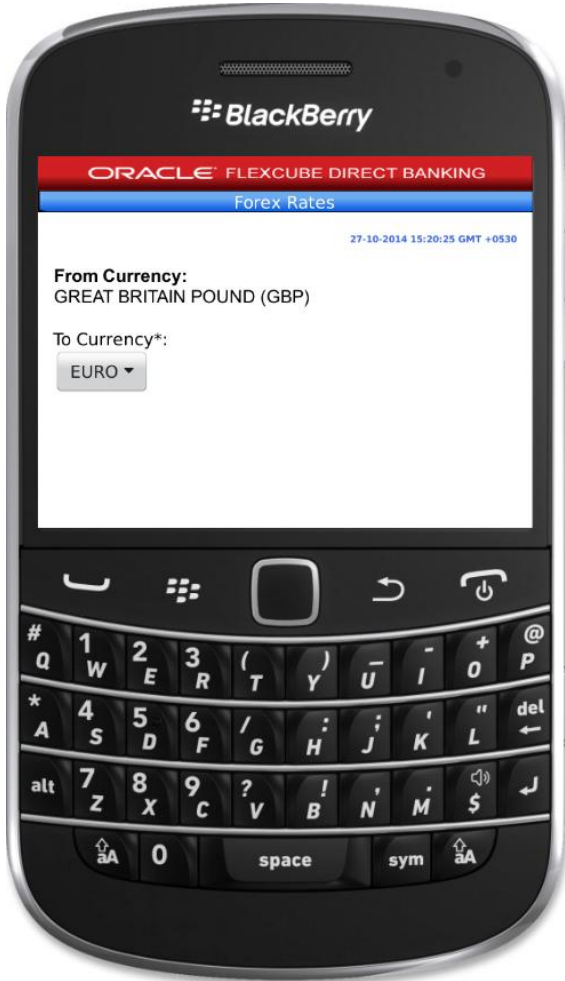 BlackBerry
ORACLE FLEXCUBE DIRECT BANKING
Forex Rates
27-10-2014 15:20:25 GMT +0530
From Currency:
GREAT BRITAIN POUND (GBP)
To Currency*:
EURO
# 1 2 3 ( ) _ - + @
Q W E R T Y U I O P
* 4 5 6 / : ; ' " del
A S D F G H J K L
alt 7 8 9 ? ! , . $
Z X C V B N M
aA 0 space sym aA